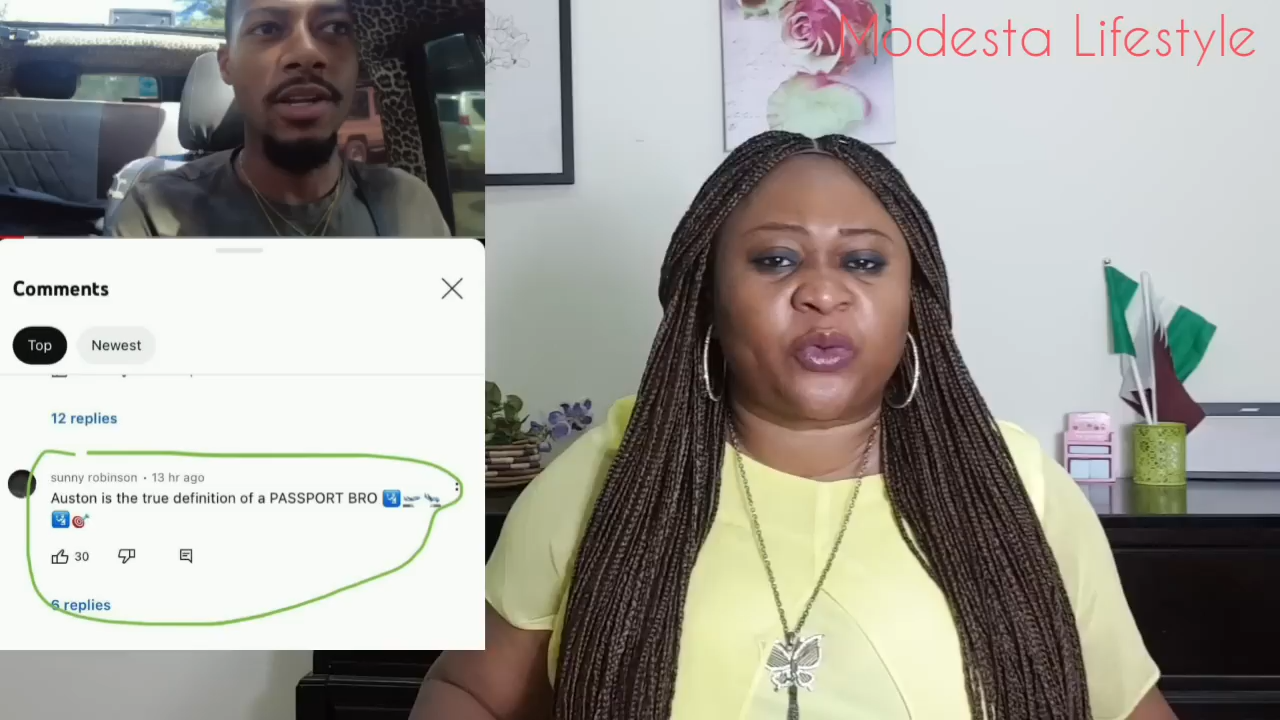 Modesta Lifestyle
Comments
Top
Newest
12 replies
sunny robinson • 13 hr ago
Auston is the true definition of a PASSPORT BRO 🛂🛫🛬
🛂🎯
30
6 replies